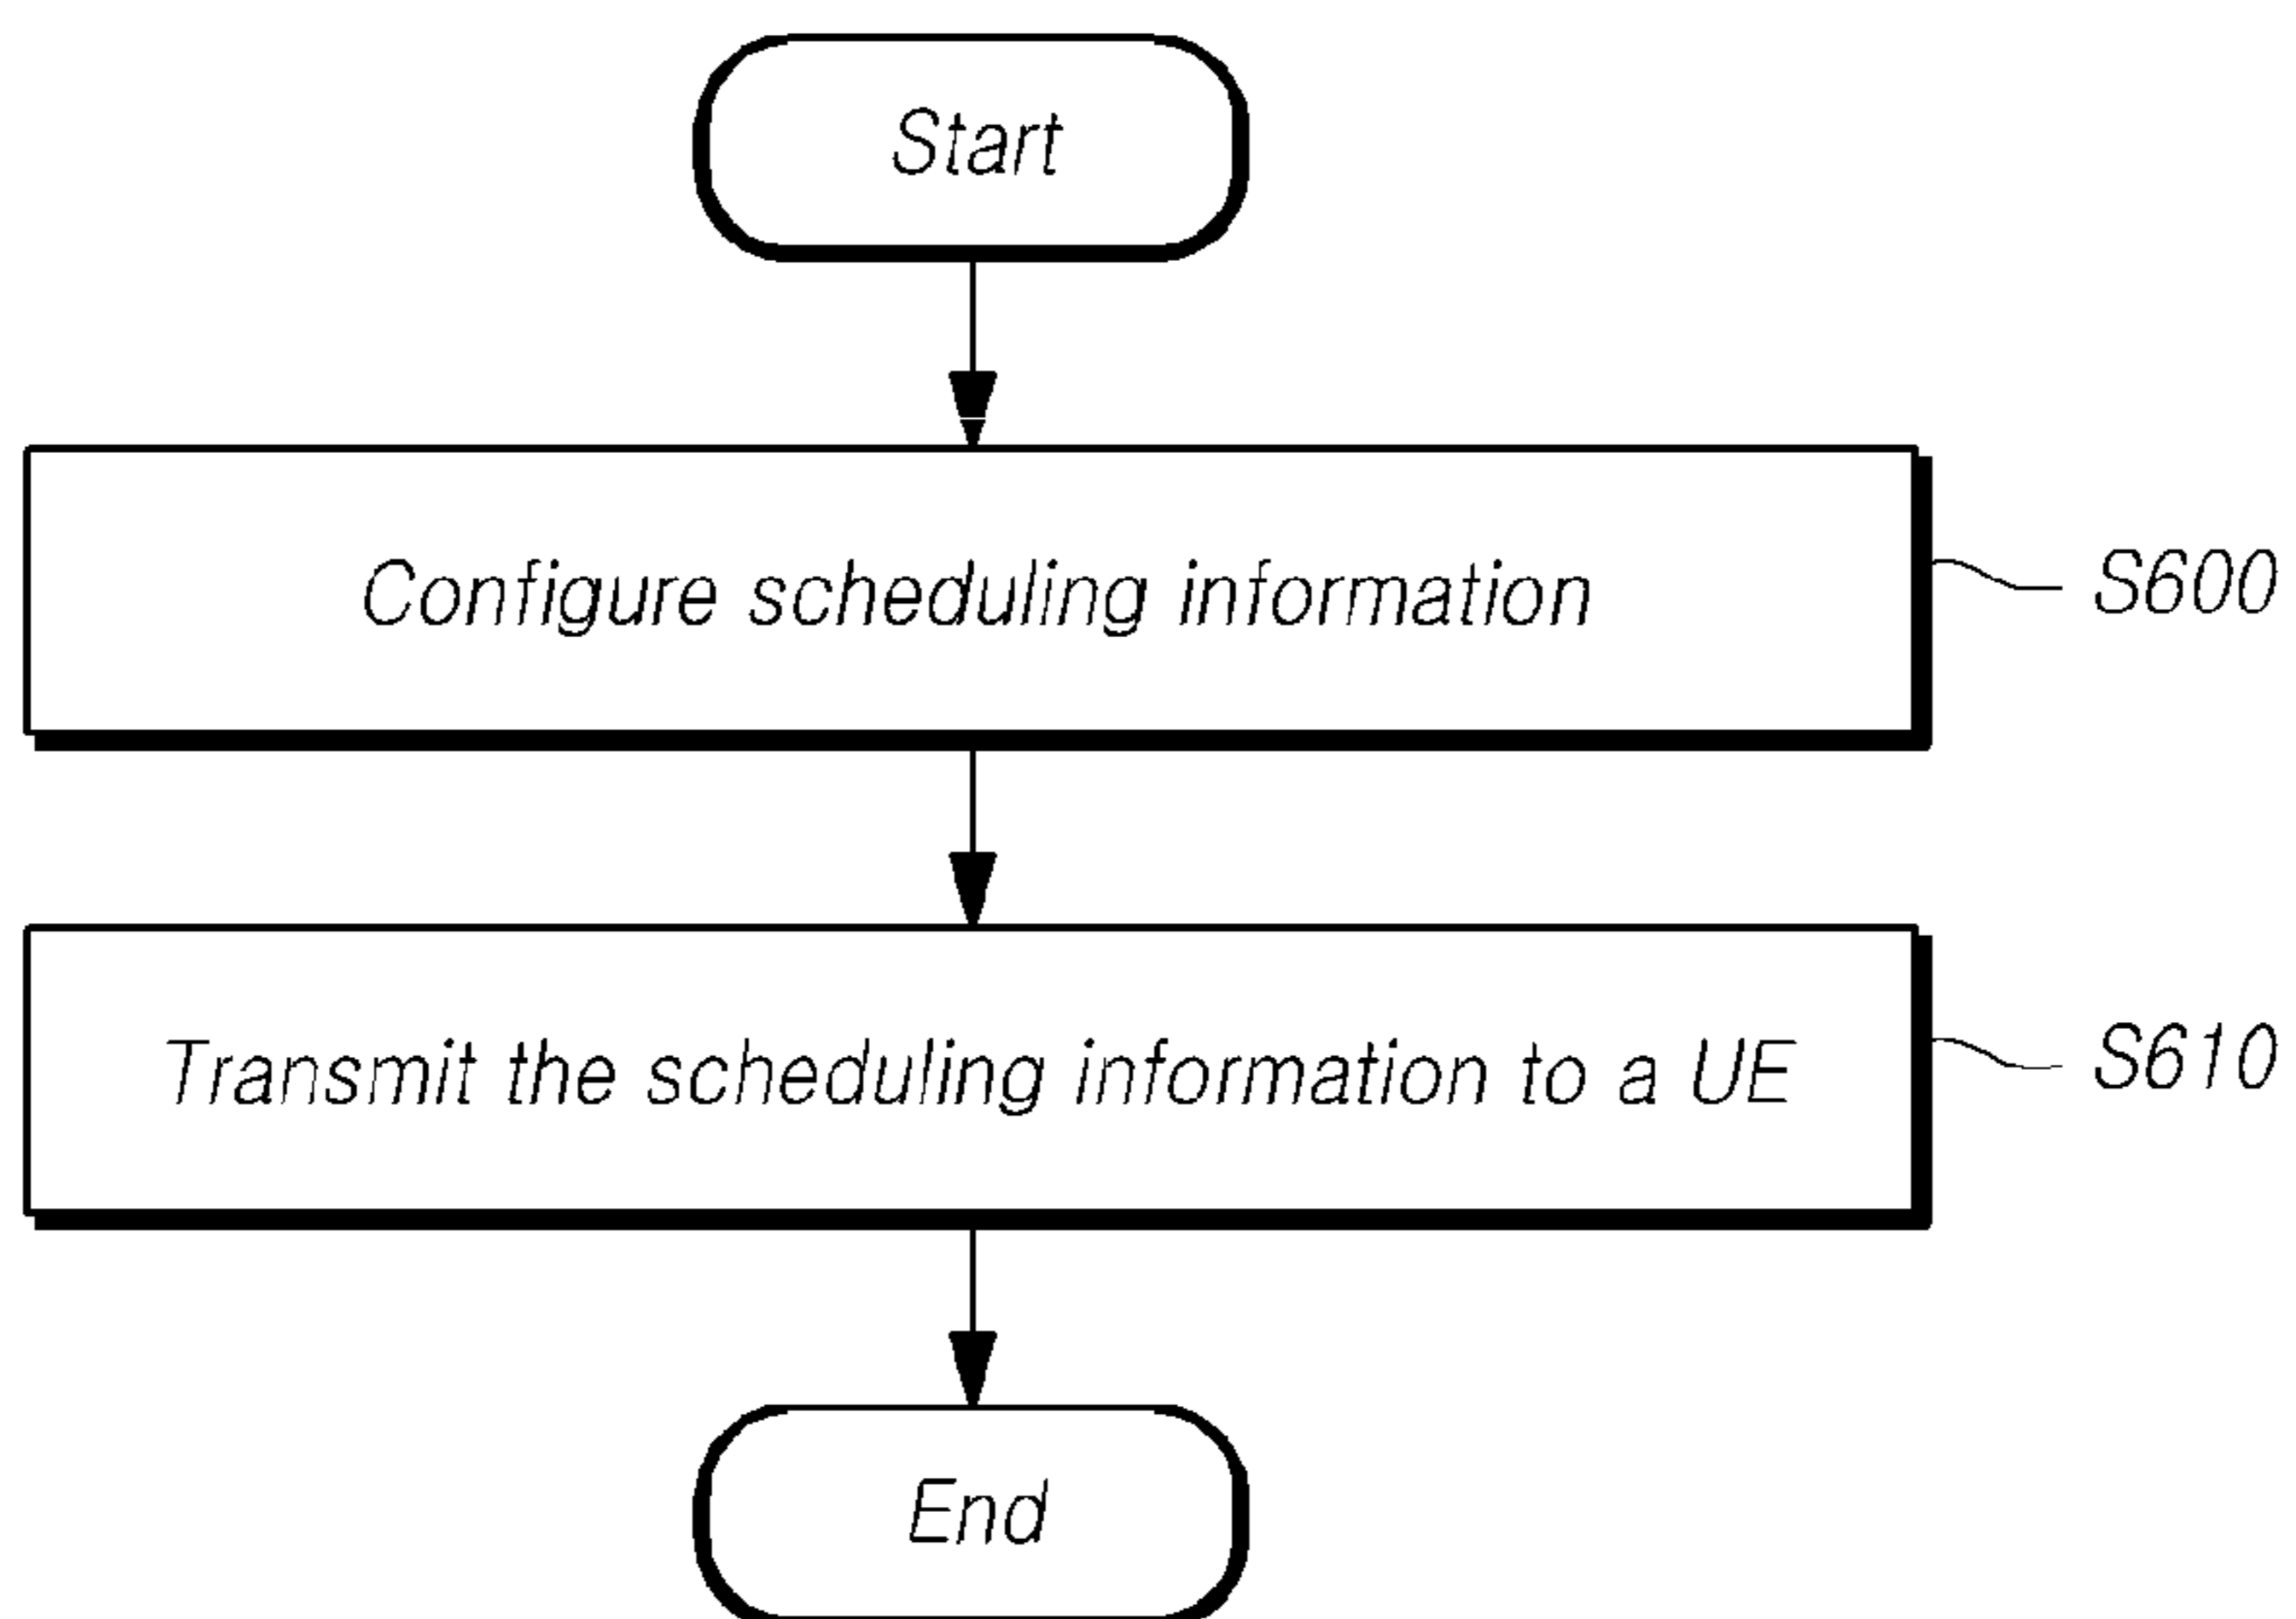 Start
Configure scheduling information
S600
Transmit the scheduling information to a UE
S610
End